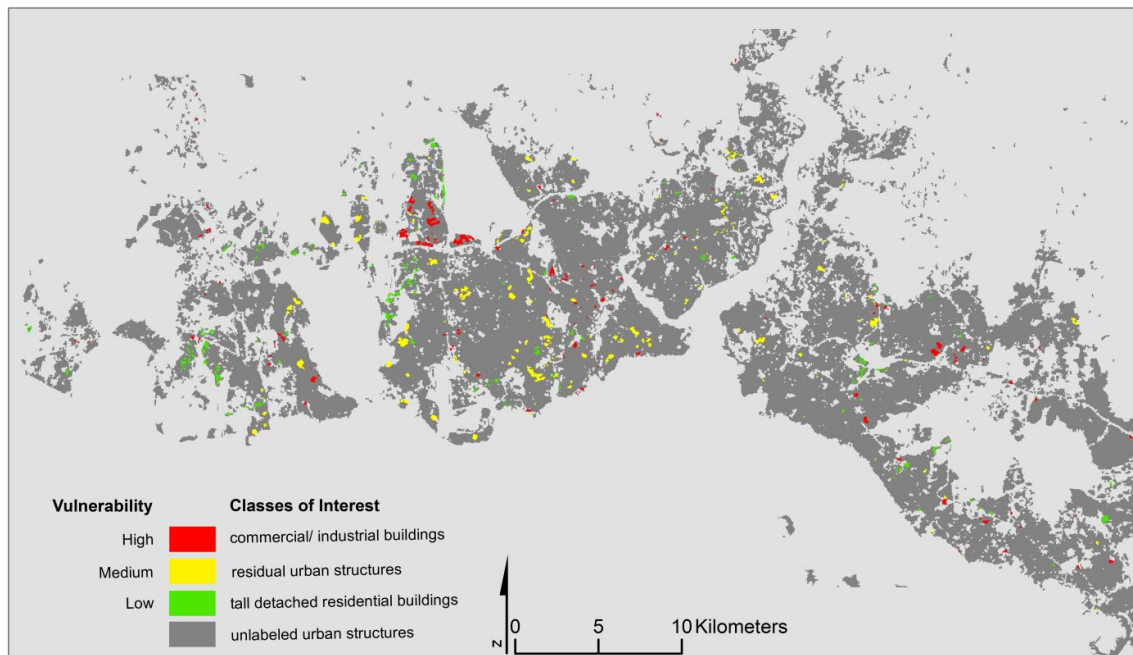 Vulnerability Classes of Interest
High commercial/ industrial buildings
Medium residual urban structures
Low tall detached residential buildings
unlabeled urban structures
N
0 5 10 Kilometers